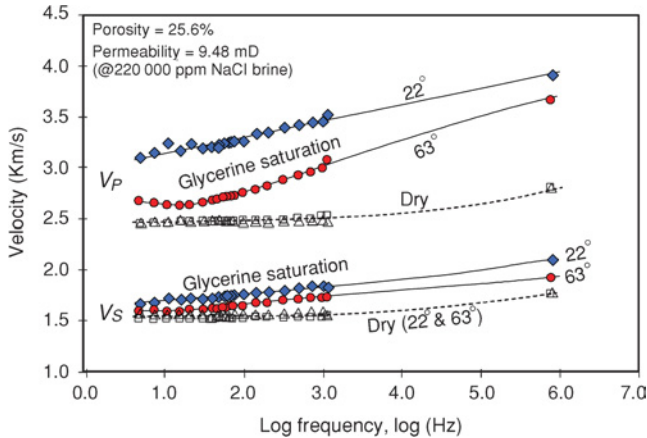 Porosity = 25.6%
Permeability = 9.48 mD
(@220 000 ppm NaCl brine)
22°
Glycerine saturation
63°
V_P
Dry
Glycerine saturation
22°
63°
V_S
Dry (22° & 63°)
Velocity (Km/s)
4.5
4.0
3.5
3.0
2.5
2.0
1.5
1.0
0.0 1.0 2.0 3.0 4.0 5.0 6.0 7.0
Log frequency, log (Hz)